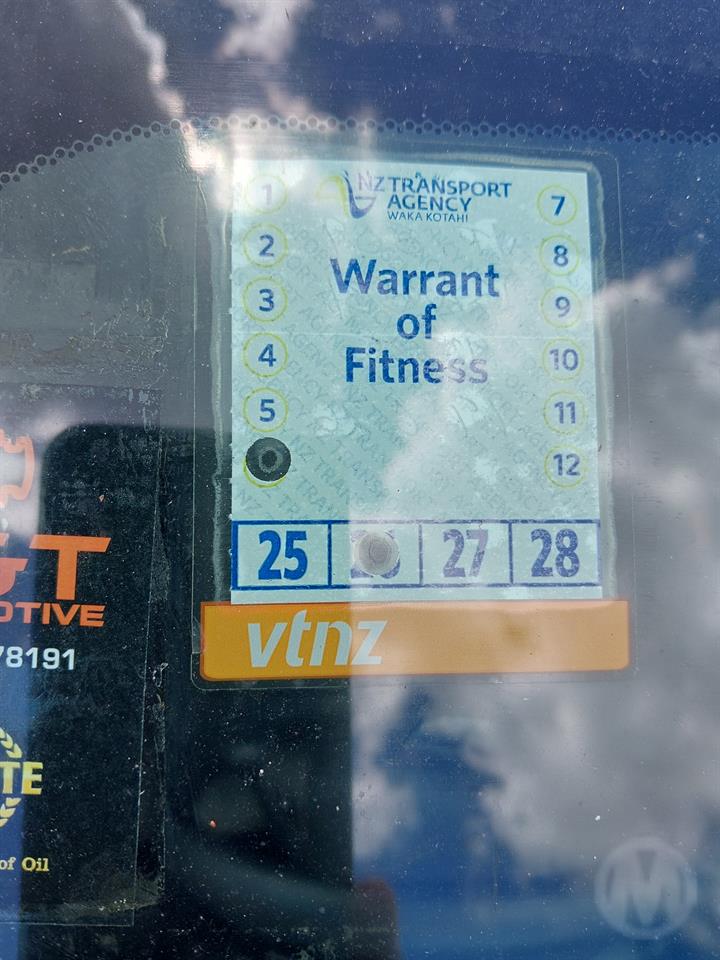 NZ TRANSPORT
AGENCY
WAKA KOTAHI
Warrant
of
Fitness
1
2
3
4
5
7
8
9
10
11
12
25 27 28
vtnz
GT
OTIVE
78191
TE
of Oil
M